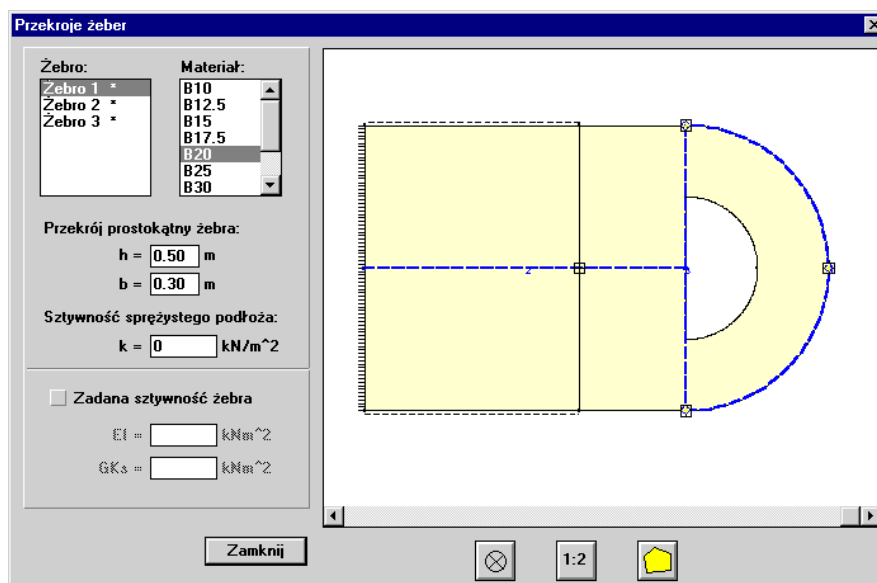 Przekroje żeber
Żebro:
Materiał:
Żebro 1 *
Żebro 2 *
Żebro 3 *
B10
B12.5
B15
B17.5
B20
B25
B30
Przekrój prostokątny żebra:
h = 0.50 m
b = 0.30 m
Sztywność sprężystego podłoża:
k = 0 kN/m^2
Zadana sztywność żebra
EI = kNm^2
GKs = kNm^2
Zamknij
2
1:2